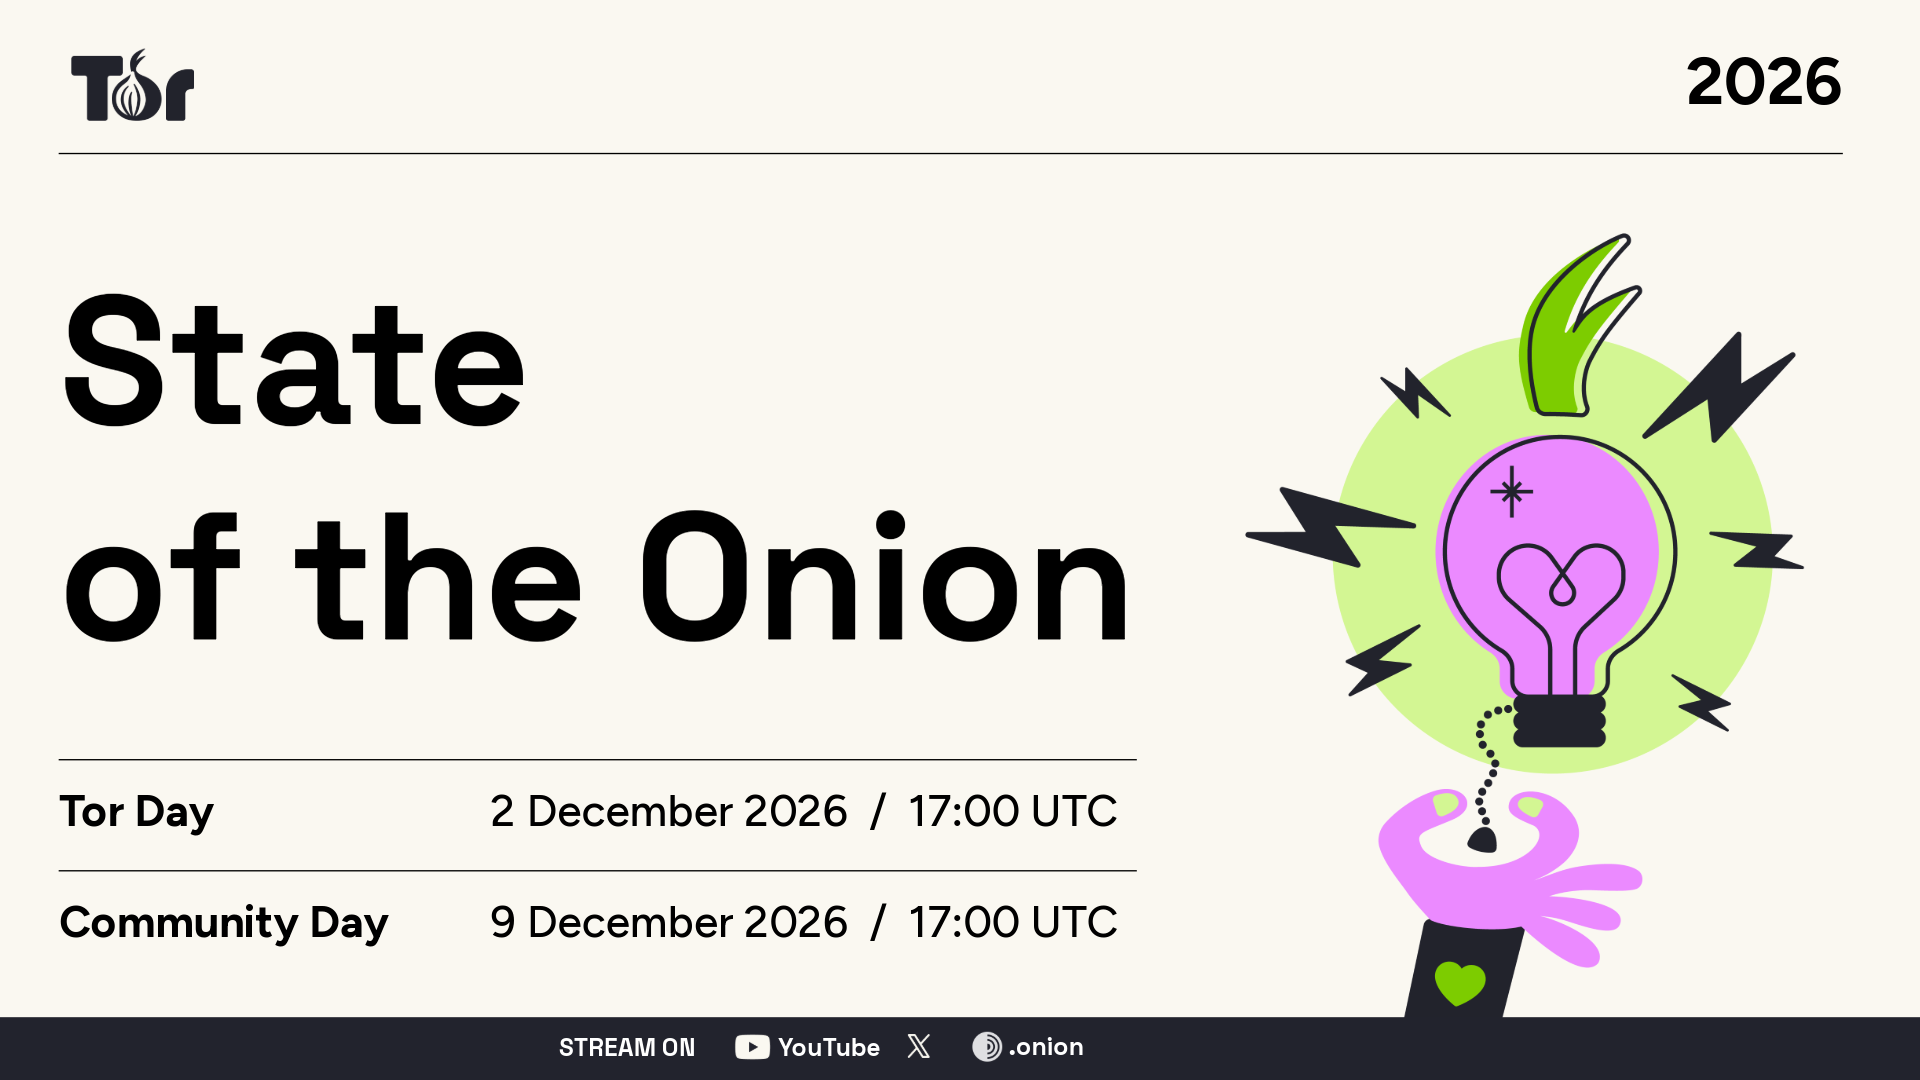 Tor
2026
State
of the Onion
Tor Day 2 December 2026 / 17:00 UTC
Community Day 9 December 2026 / 17:00 UTC
STREAM ON YouTube X .onion